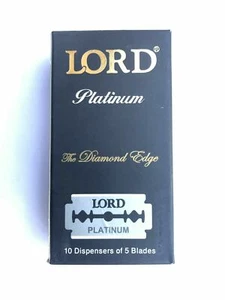 LORD®
Platinum
The Diamond Edge
LORD
PLATINUM
10 Dispensers of 5 Blades